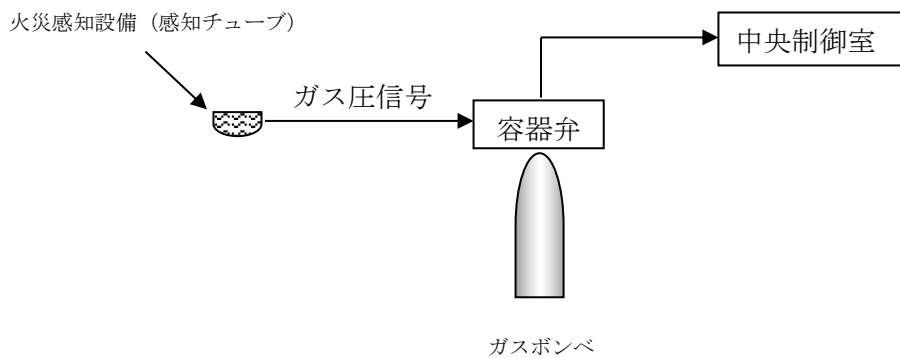 火災感知設備（感知チューブ）
中央制御室
ガス圧信号
容器弁
ガスボンベ